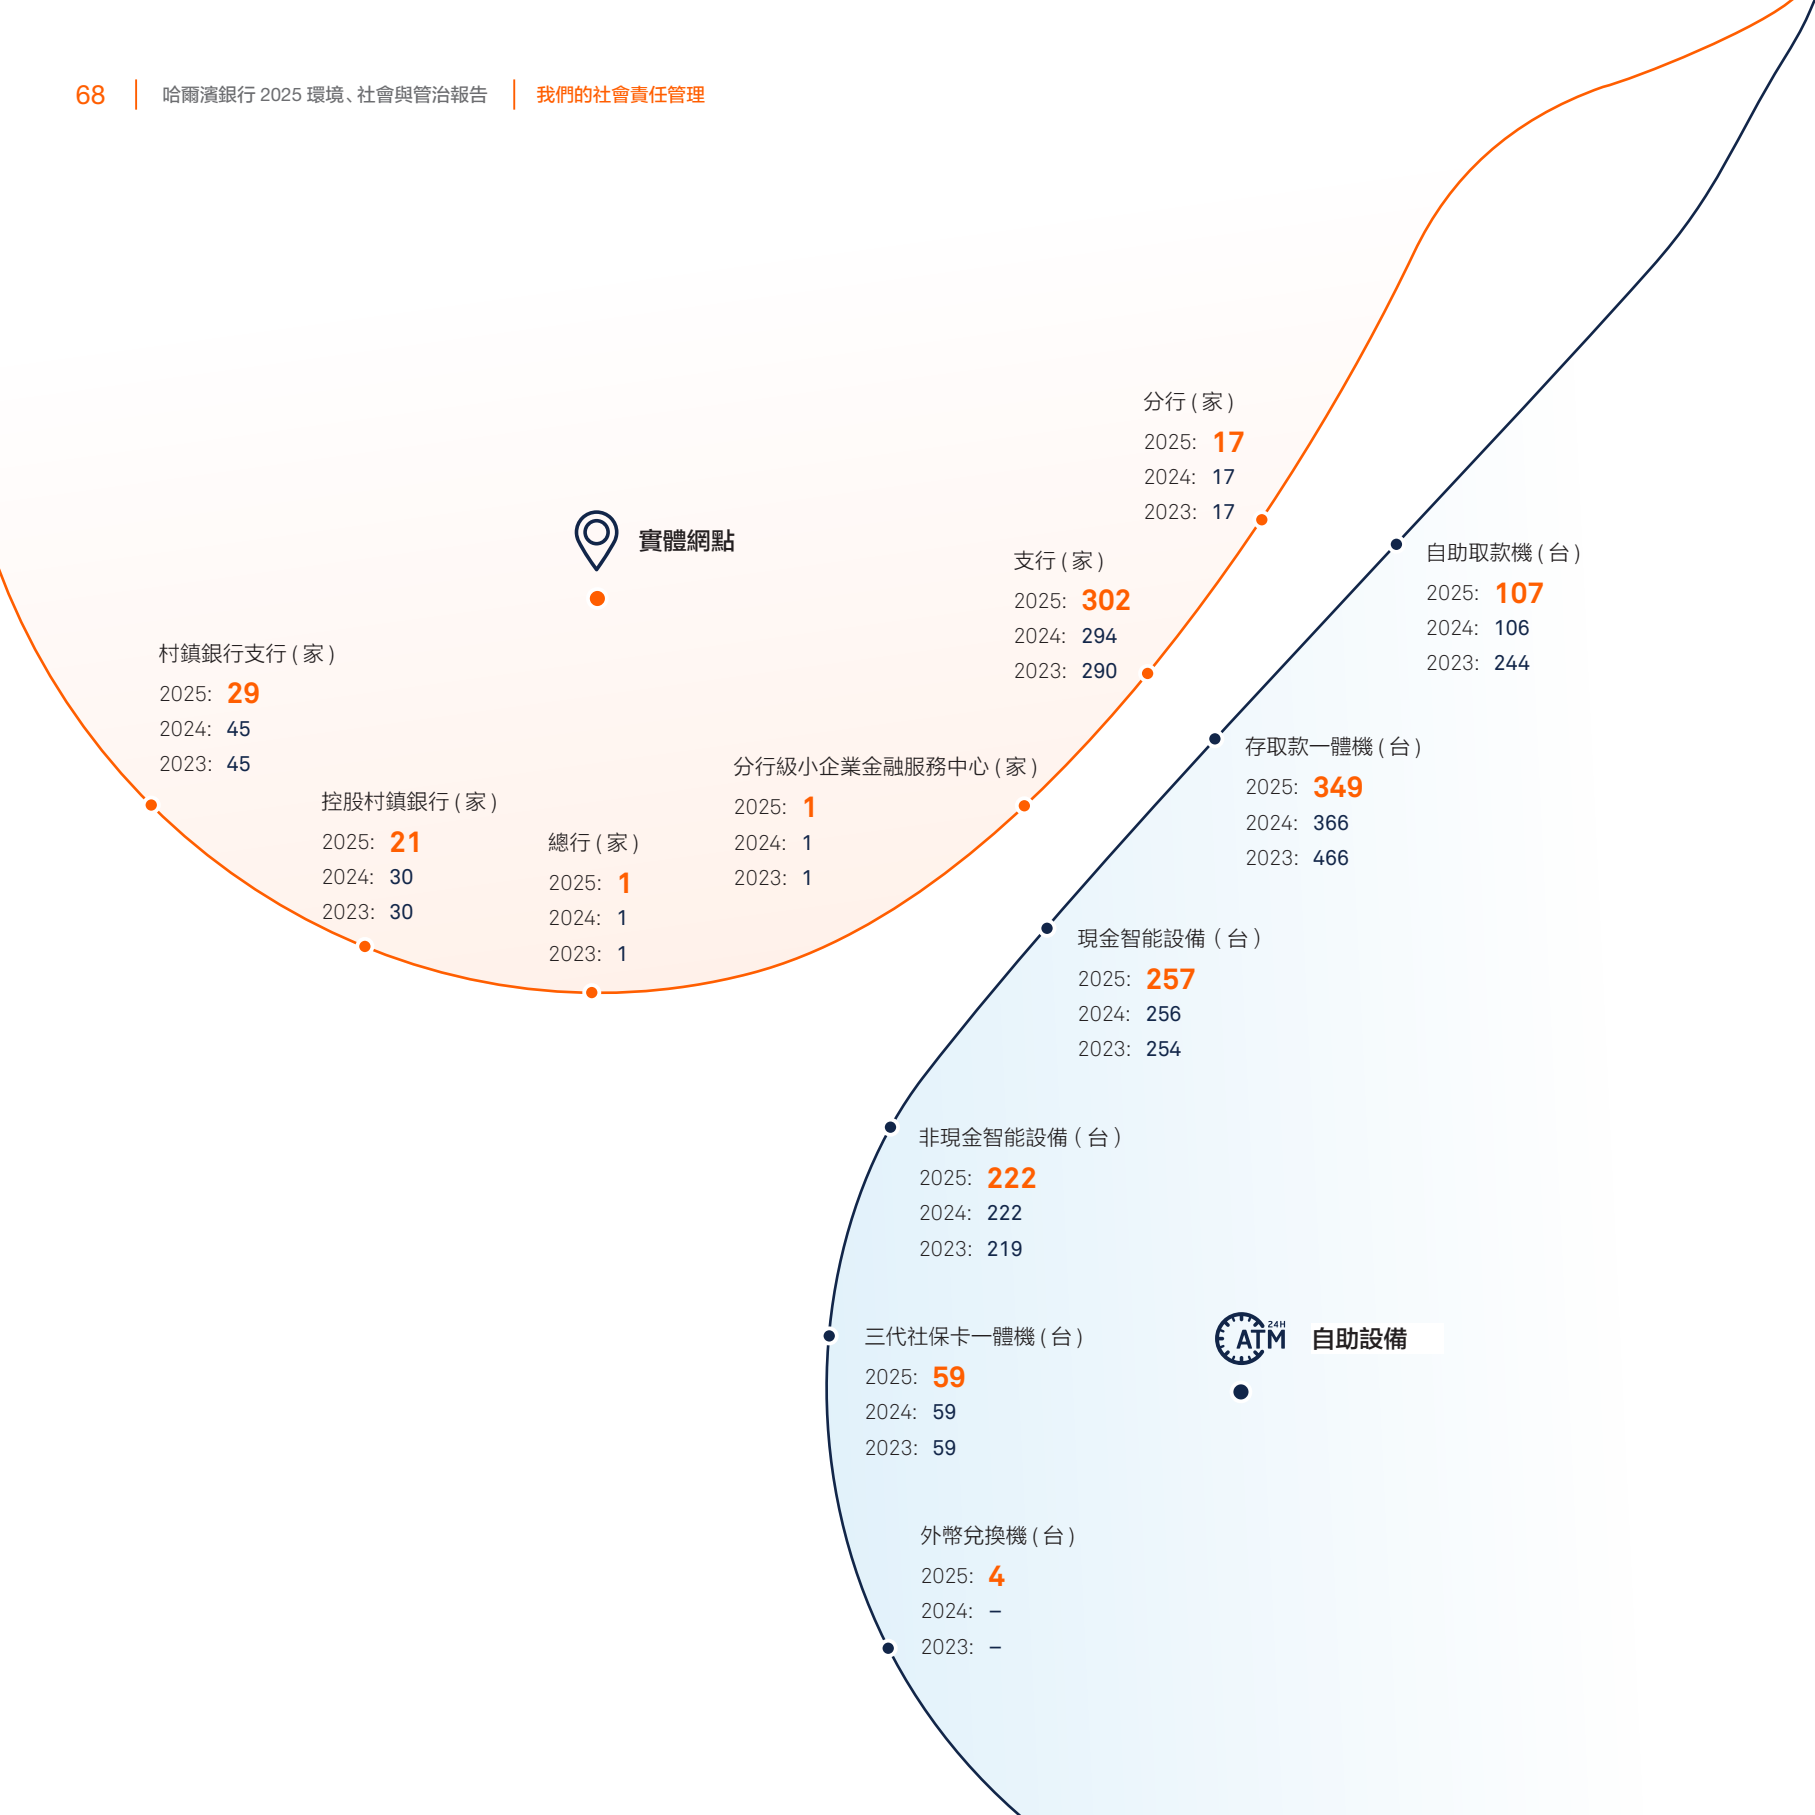 68
哈爾濱銀行 2025 環境、社會與管治報告
我們的社會責任管理
實體網點
村鎮銀行支行 ( 家 )
2025: 29
2024: 45
2023: 45
控股村鎮銀行 ( 家 )
2025: 21
2024: 30
2023: 30
總行 ( 家 )
2025: 1
2024: 1
2023: 1
分行級小企業金融服務中心 ( 家 )
2025: 1
2024: 1
2023: 1
支行 ( 家 )
2025: 302
2024: 294
2023: 290
分行 ( 家 )
2025: 17
2024: 17
2023: 17
自助取款機 ( 台 )
2025: 107
2024: 106
2023: 244
存取款一體機 ( 台 )
2025: 349
2024: 366
2023: 466
現金智能設備 ( 台 )
2025: 257
2024: 256
2023: 254
非現金智能設備 ( 台 )
2025: 222
2024: 222
2023: 219
三代社保卡一體機 ( 台 )
2025: 59
2024: 59
2023: 59
外幣兌換機 ( 台 )
2025: 4
2024: –
2023: –
24H
ATM
自助設備